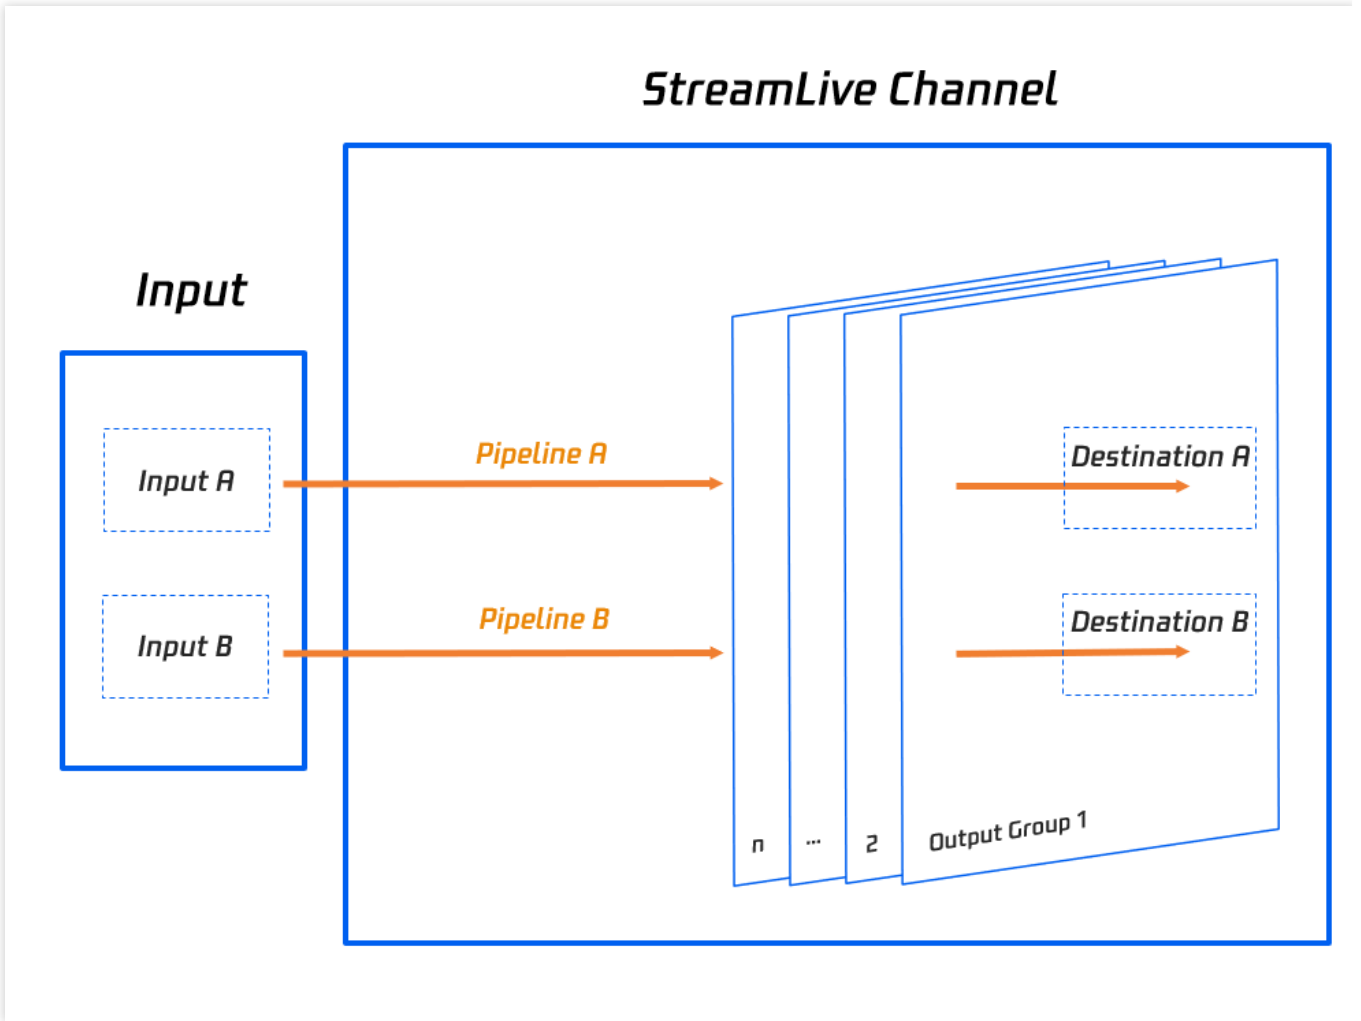 StreamLive Channel
Input
Input A
Pipeline A
Destination A
Input B
Pipeline B
Destination B
n
...
2
Output Group 1